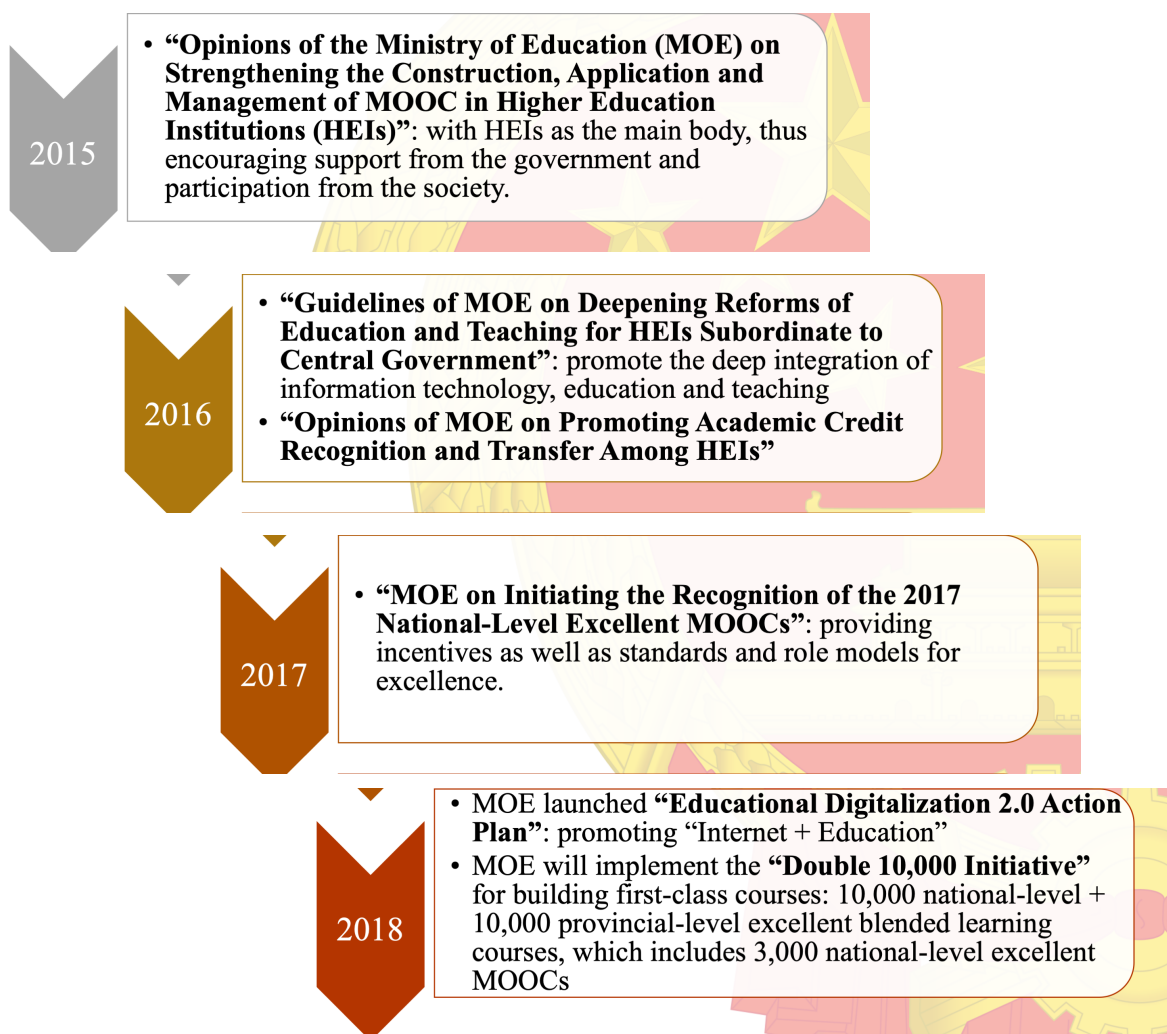 2015
• “Opinions of the Ministry of Education (MOE) on
Strengthening the Construction, Application and
Management of MOOC in Higher Education
Institutions (HEIs)”: with HEIs as the main body, thus
encouraging support from the government and
participation from the society.
2016
• “Guidelines of MOE on Deepening Reforms of
Education and Teaching for HEIs Subordinate to
Central Government”: promote the deep integration of
information technology, education and teaching
• “Opinions of MOE on Promoting Academic Credit
Recognition and Transfer Among HEIs”
2017
• “MOE on Initiating the Recognition of the 2017
National-Level Excellent MOOCs”: providing
incentives as well as standards and role models for
excellence.
2018
• MOE launched “Educational Digitalization 2.0 Action
Plan”: promoting “Internet + Education”
• MOE will implement the “Double 10,000 Initiative”
for building first-class courses: 10,000 national-level +
10,000 provincial-level excellent blended learning
courses, which includes 3,000 national-level excellent
MOOCs